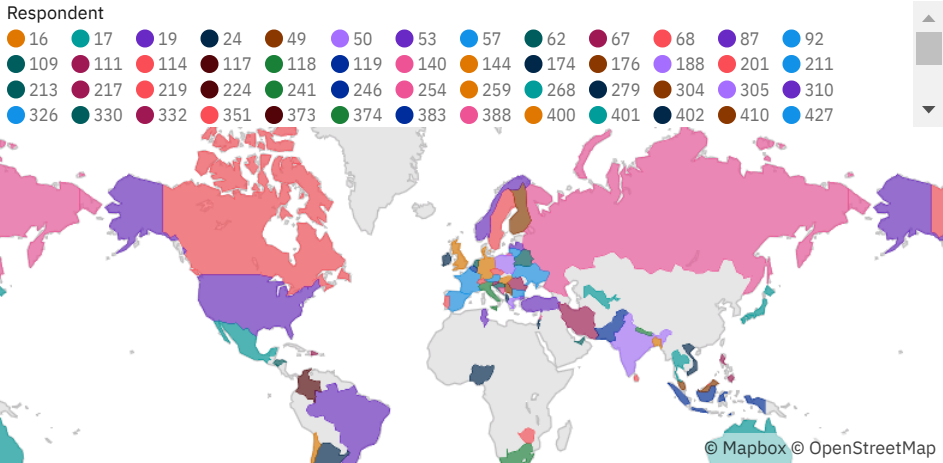 Respondent
16 17 19 24 49 50 53 57 62 67 68 87 92
109 111 114 117 118 119 140 144 174 176 188 201 211
213 217 219 224 241 246 254 259 268 279 304 305 310
326 330 332 351 373 374 383 388 400 401 402 410 427
© Mapbox © OpenStreetMap